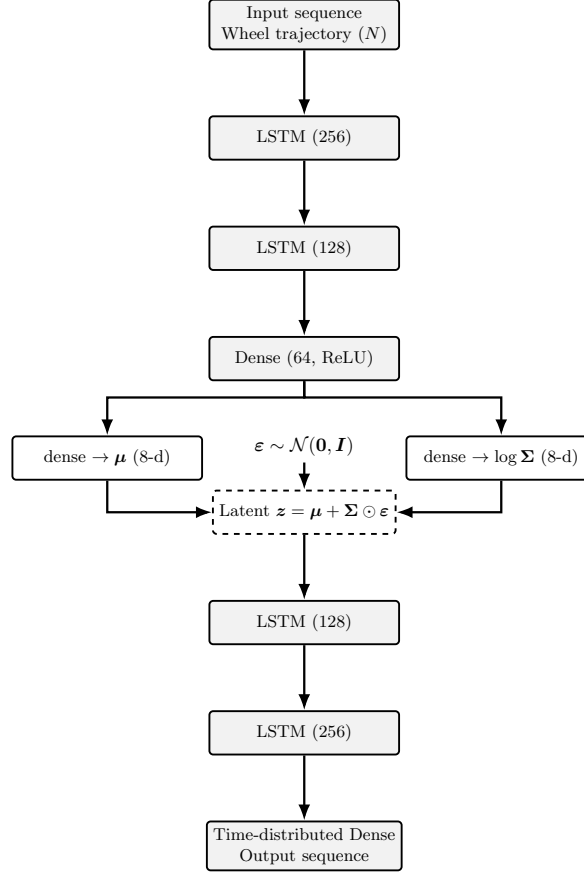 Input sequence
Wheel trajectory (N)
LSTM (256)
LSTM (128)
Dense (64, ReLU)
dense → μ (8-d)
ε ∼ 𝒩(0, I)
dense → log Σ (8-d)
Latent z = μ + Σ ⊙ ε
LSTM (128)
LSTM (256)
Time-distributed Dense
Output sequence